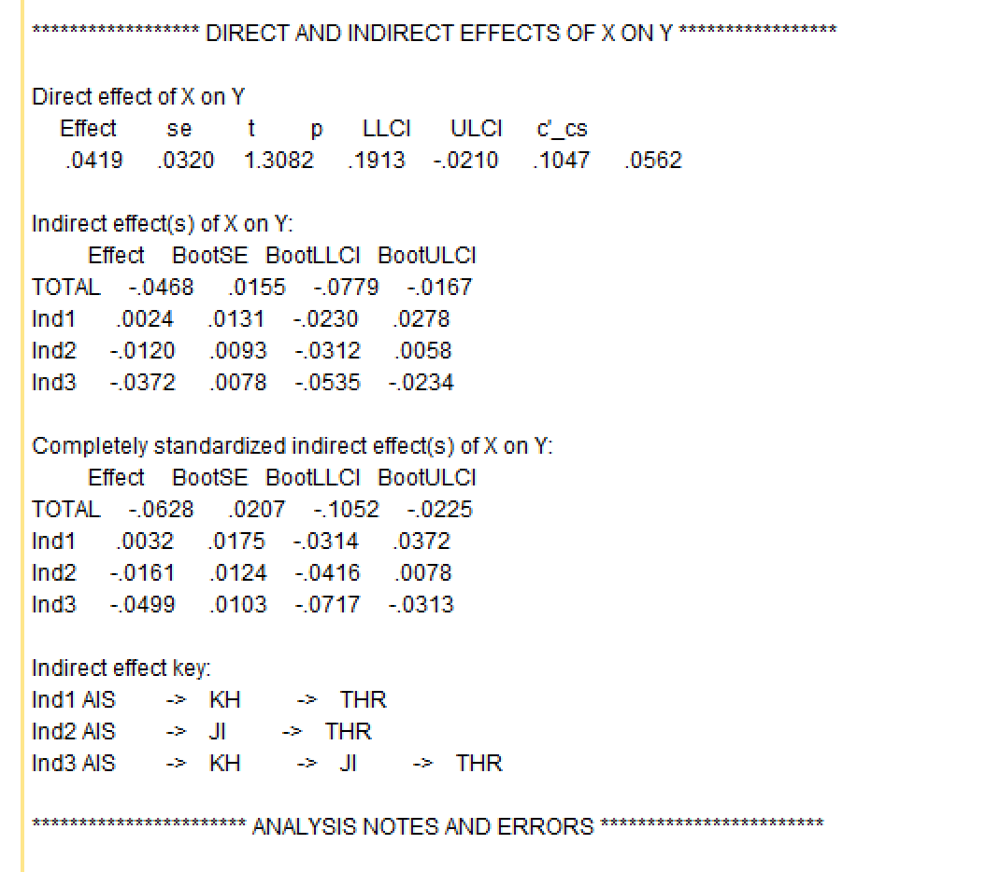 ****************** DIRECT AND INDIRECT EFFECTS OF X ON Y *****************
Direct effect of X on Y
Effect se t p LLCI ULCI c'_cs
.0419 .0320 1.3082 .1913 -.0210 .1047 .0562
Indirect effect(s) of X on Y:
Effect BootSE BootLLCI BootULCI
TOTAL -.0468 .0155 -.0779 -.0167
Ind1 .0024 .0131 -.0230 .0278
Ind2 -.0120 .0093 -.0312 .0058
Ind3 -.0372 .0078 -.0535 -.0234
Completely standardized indirect effect(s) of X on Y:
Effect BootSE BootLLCI BootULCI
TOTAL -.0628 .0207 -.1052 -.0225
Ind1 .0032 .0175 -.0314 .0372
Ind2 -.0161 .0124 -.0416 .0078
Ind3 -.0499 .0103 -.0717 -.0313
Indirect effect key:
Ind1 AIS -> KH -> THR
Ind2 AIS -> JI -> THR
Ind3 AIS -> KH -> JI -> THR
*********************** ANALYSIS NOTES AND ERRORS ************************